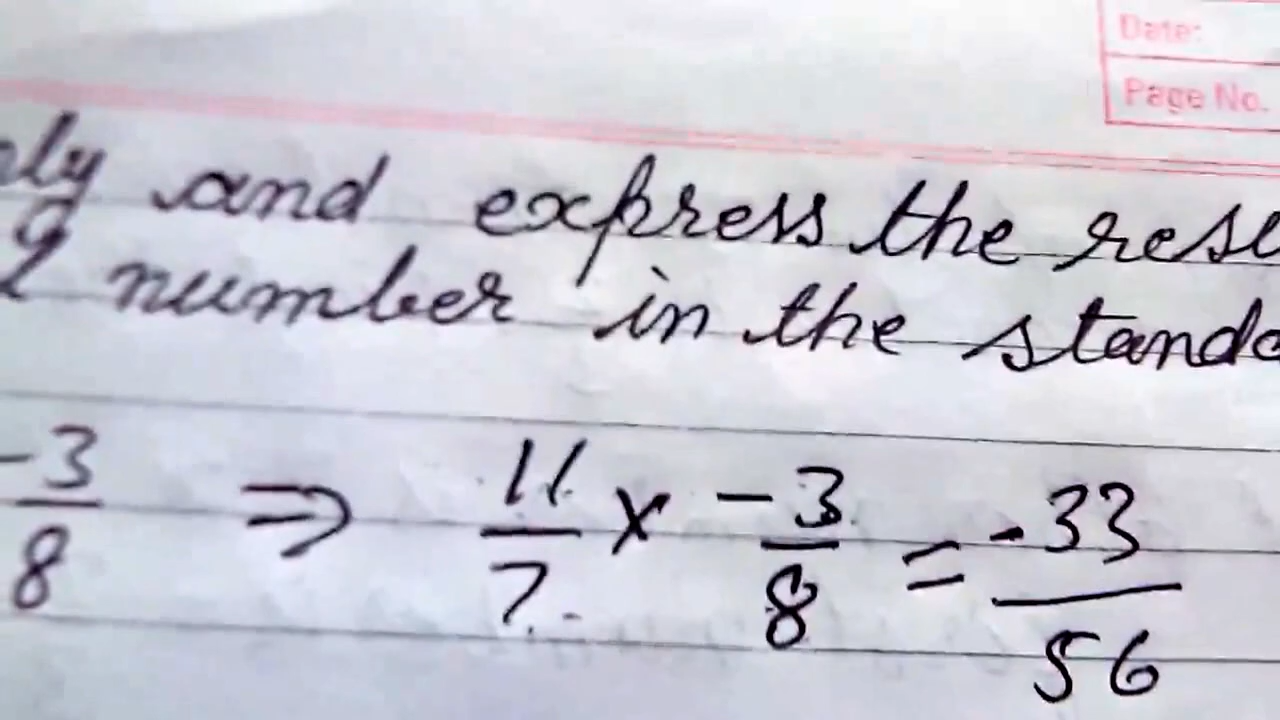 Date:
Page No.
and express the
number in the
-3/8 ⇒ 11/7 × -3/8 = -33/56